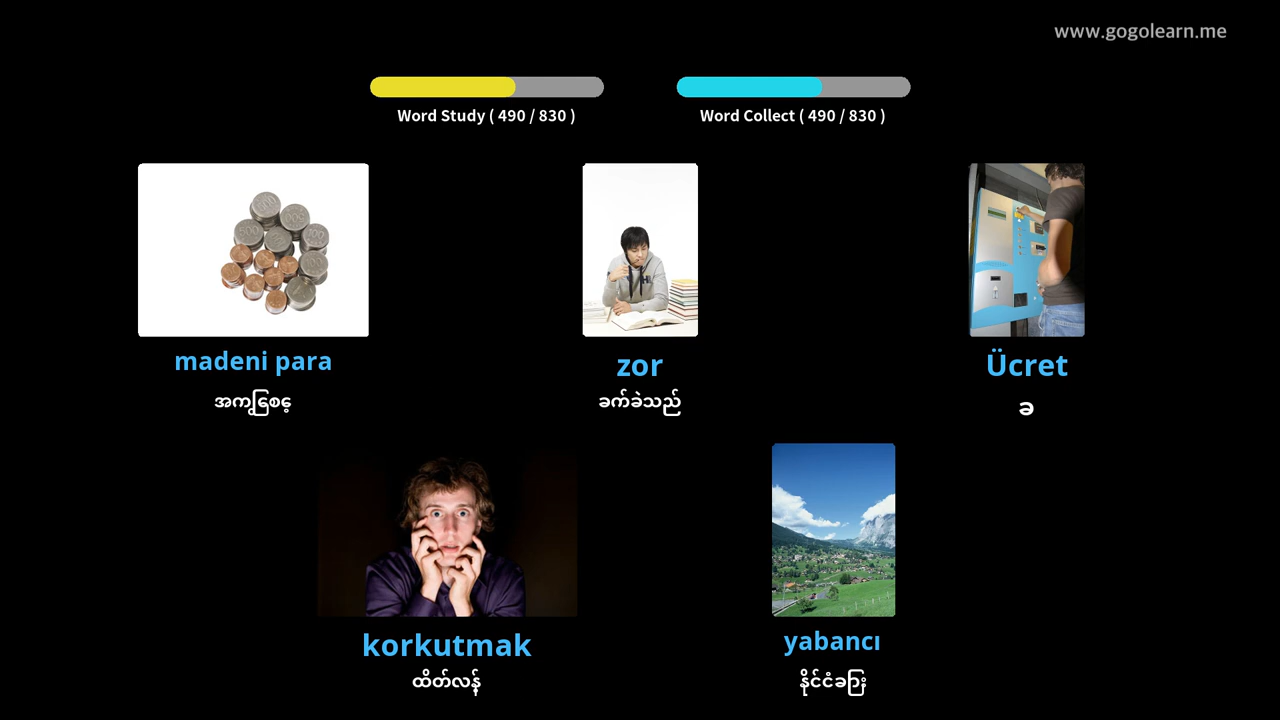 www.gogolearn.me
Word Study ( 490 / 830 )
Word Collect ( 490 / 830 )
madeni para
zor
Ücret
အကြွေစေ့
ခက်ခဲသည်
ခ
korkutmak
yabancı
ထိတ်လန့်
နိုင်ငံခြား